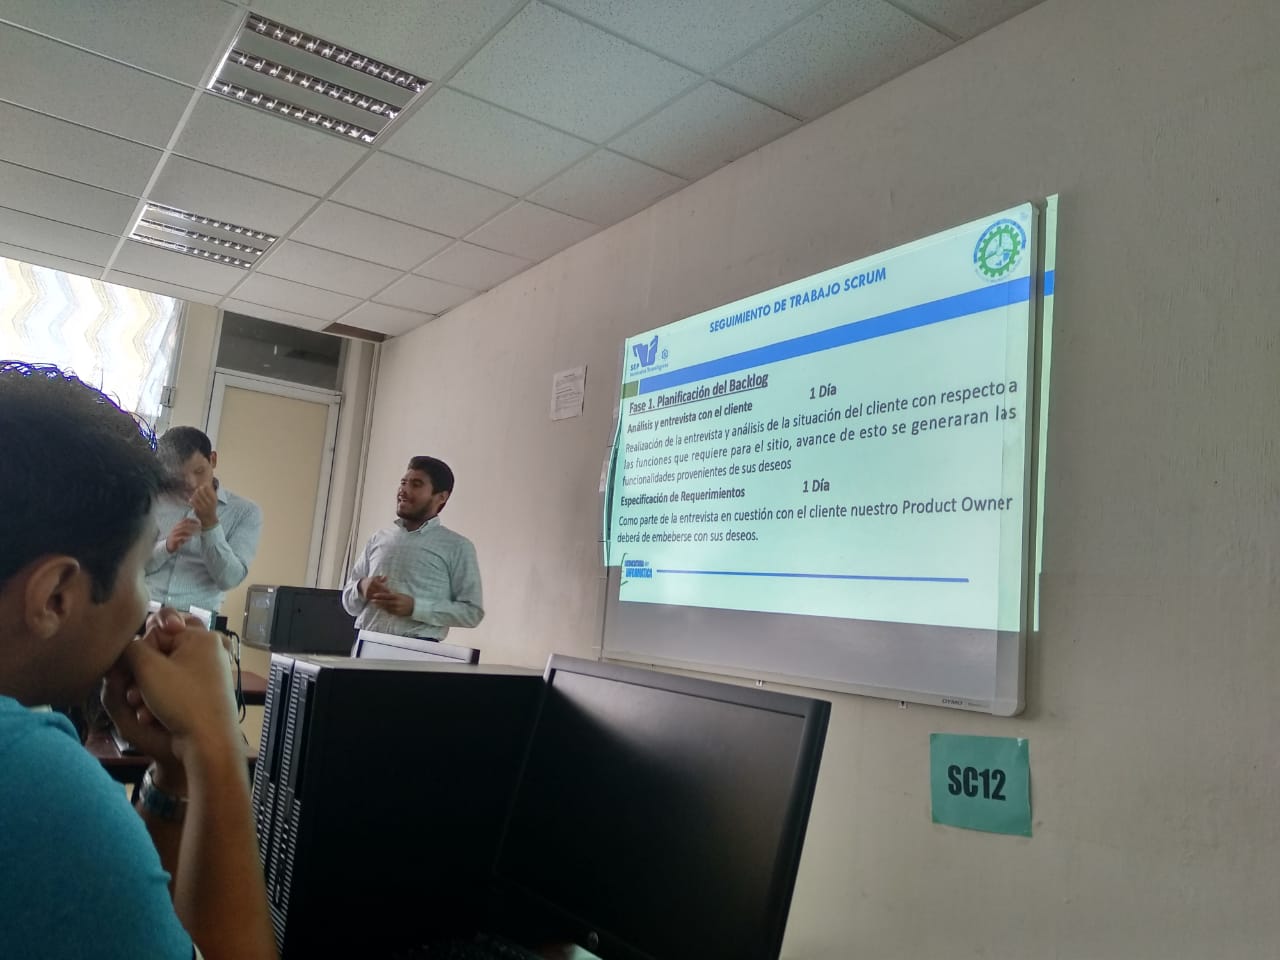 SEGUIMIENTO DE TRABAJO SCRUM
SEP
Fase 1. Planificación del Backlog
Análisis y entrevista con el cliente 1 Día
Realización de la entrevista y análisis de la situación del cliente con respecto a
las funciones que requiere para el sitio, avance de esto se generaran las
funcionalidades provenientes de sus deseos
Especificación de Requerimientos 1 Día
Como parte de la entrevista en cuestión con el cliente nuestro Product Owner
deberá de embeberse con sus deseos.
INFORMÁTICA
DYMO
SC12